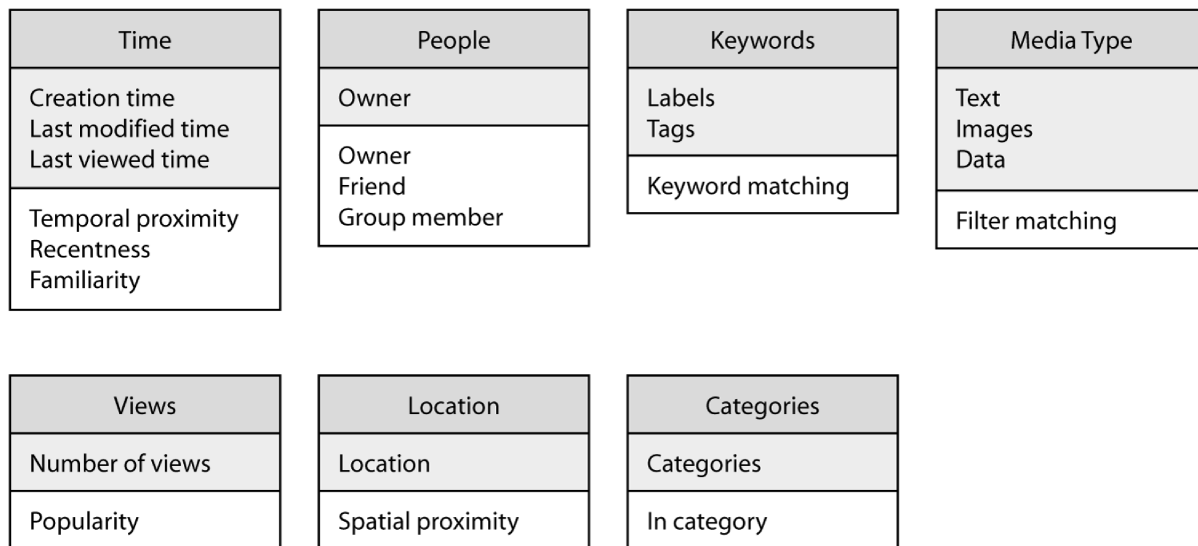 Time
Creation time
Last modified time
Last viewed time
Temporal proximity
Recentness
Familiarity
People
Owner
Owner
Friend
Group member
Keywords
Labels
Tags
Keyword matching
Media Type
Text
Images
Data
Filter matching
Views
Number of views
Popularity
Location
Location
Spatial proximity
Categories
Categories
In category